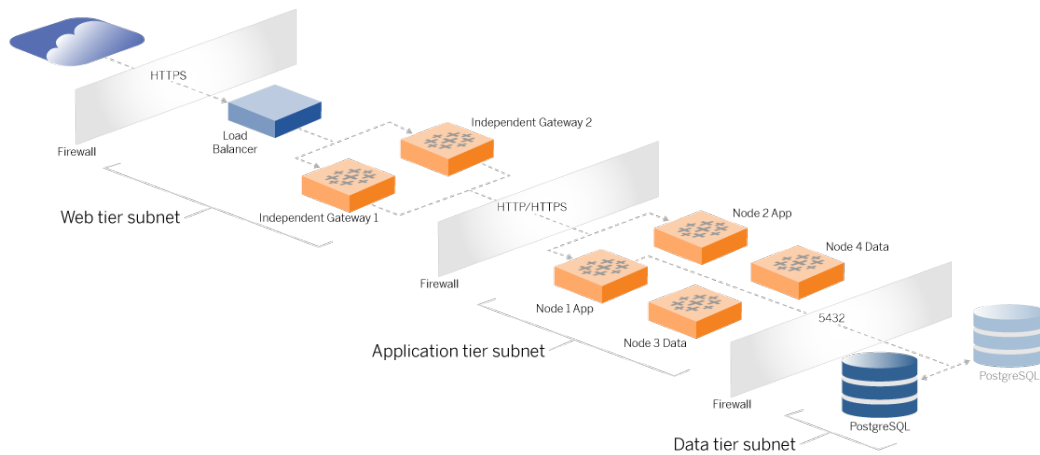 HTTPS
Load
Balancer
Firewall
Independent Gateway 2
Independent Gateway 1
Web tier subnet
HTTP/HTTPS
Firewall
Node 2 App
Node 4 Data
Node 1 App
Node 3 Data
Application tier subnet
5432
Firewall
PostgreSQL
PostgreSQL
Data tier subnet